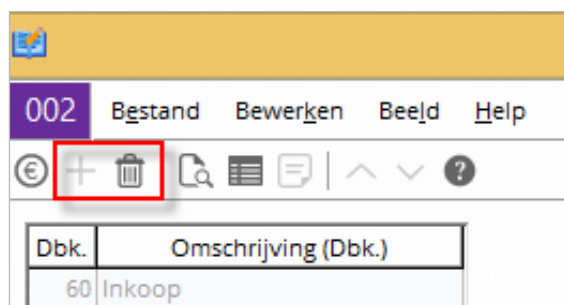 002 Bestand Bewerken Beeld Help
Dbk. Omschrijving (Dbk.)
60 Inkoop